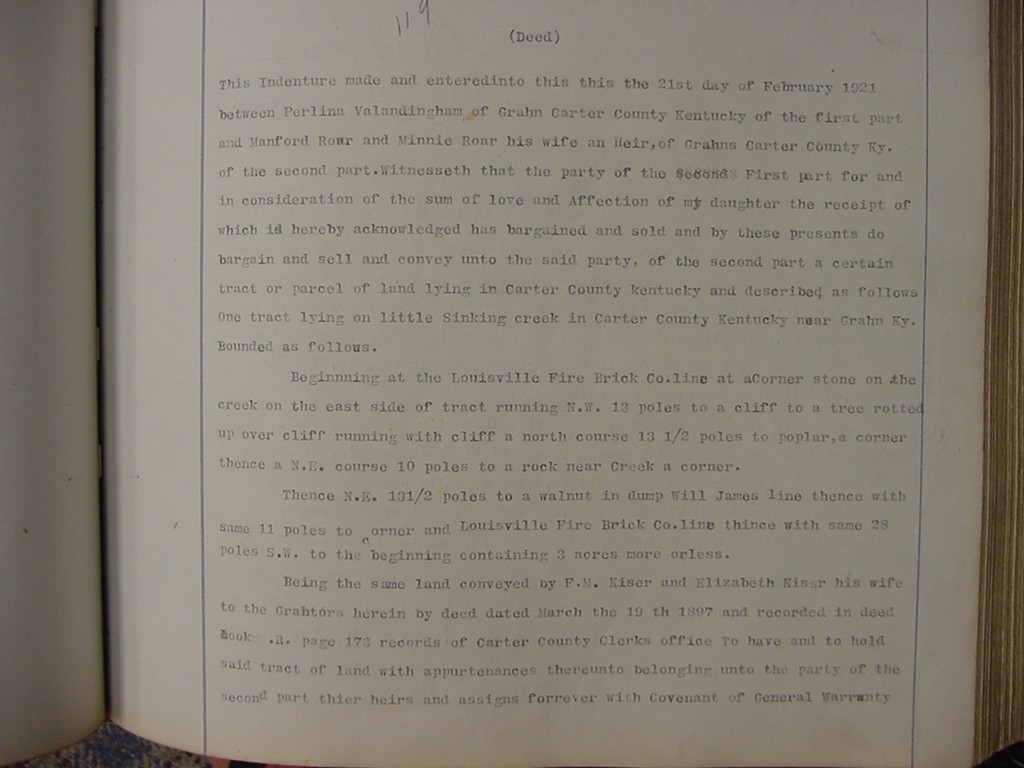 119
(Deed)
This Indenture made and enteredinto this this the 21st day of February 1921
between Perlina Valandingham of Grahn Carter County Kentucky of the first part
and Manford Roar and Minnie Roar his wife an Heir,of Grahns Carter County Ky.
of the second part.Witnesseth that the party of the First part for and
in consideration of the sum of love and Affection of my daughter the receipt of
which id hereby acknowledged has bargained and sold and by these presents do
bargain and sell and convey unto the said party, of the second part a certain
tract or parcel of land lying in Carter County kentucky and described as follows
One tract lying on little Sinking creek in Carter County Kentucky near Grahn Ky.
Bounded as follows.
Beginnning at the Louisville Fire Brick Co.line at aCorner stone on the
creek on the east side of tract running N.W. 13 poles to a cliff to a tree rotted
up over cliff running with cliff a north course 13 1/2 poles to poplar,a corner
thence a N.E. course 10 poles to a rock near Creek a corner.
Thence N.E. 131/2 poles to a walnut in dump Will James line thence with
same 11 poles to corner and Louisville Fire Brick Co.line thince with same 28
poles S.W. to the beginning containing 3 acres more orless.
Being the same land conveyed by F.M. Kiser and Elizabeth Kiser his wife
to the Grabtors herein by deed dated March the 19 th 1897 and recorded in deed
Book .R. page 173 records of Carter County Clerks office To have and to hold
said tract of land with appurtenances thereunto belonging unto the party of the
second part thier heirs and assigns forrever with Covenant of General Warranty